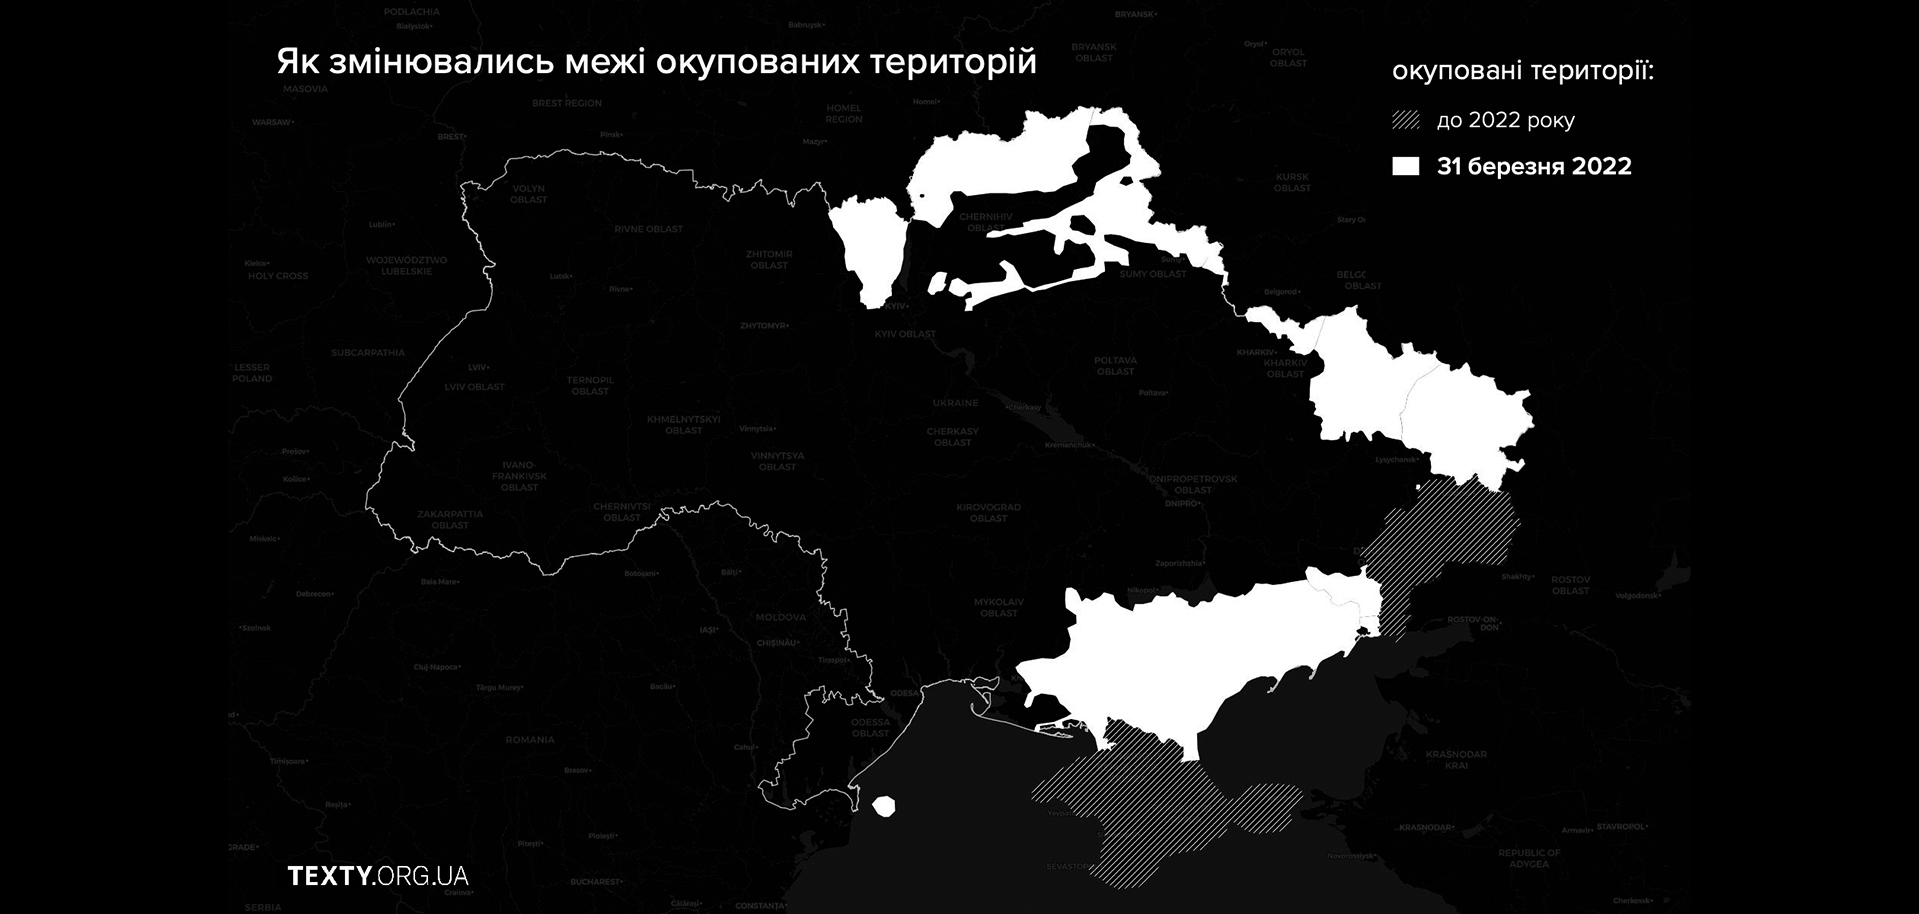 PODLACHIA
Białystok
Babruysk
BRYANSK
Як змінювались межі окупованих територій
BRYANSK
OBLAST
Oryol
ORYOL
OBLAST
окуповані території:
MASOVIA
BREST REGION
HOMEL
REGION
Homel
до 2022 року
WARSAW
BREST
Pinsk
Mazyr
31 березня 2022
VOLYN
OBLAST
KURSK
OBLAST
Lublin
RIVNE OBLAST
CHERNIHIV
OBLAST
Stary O
Kielce
HOLY CROSS
WOJEWÓDZTWO
LUBELSKIE
ZHITOMIR
OBLAST
Lutsk
Rivne
Sumy
SUMY OBLAST
BELGO
OBLAST
Belgorod
KYIV
ZHYTOMYR
KYIV OBLAST
SUBCARPATHIA
LESSER
POLAND
LVIV
LVIV OBLAST
TERNOPIL
OBLAST
POLTAVA
OBLAST
KHARKIV
KHARKIV
OBLAST
Poltava
UKRAINE
Cherkasy
KHMELNYTSKYI
OBLAST
Vinnytsia
CHERKASY
OBLAST
Kremenchuk
Prešov
Košice
IVANO-
FRANKIVSK
OBLAST
VINNYTSYA
OBLAST
Lysychansk
DNIPROPETROVSK
OBLAST
DNIPRO
ZAKARPATTIA
OBLAST
CHERNIVTSI
OBLAST
KIROVOGRAD
OBLAST
Miskolc
Zaporizhzhia
Baia Mare
Botoșani
Bălți
Debrecen
Nikopol
Shakhty
ROSTOV
OBLAST
Volgodonsk
MYKOLAIV
OBLAST
MOLDOVA
Szolnok
IAȘI
CHIȘINĂU
ROSTOV-ON-
DON
Cluj-Napoca
Tiraspol
Târgu Mureș
Bacău
ODESA
ODESSA
OBLAST
ROMANIA
Cahul
Timișoara
Brasov
KRASNODAR
KRAI
Reșița
Ploiești
Pitești
KRASNODAR
Armavir
STAVROPOL
GRADE
Novorossiysk
REPUBLIC OF
ADYGEA
SEVASTOP
TEXTY.ORG.UA
BUCHAREST
Craiova
SERBIA
Călărași
CONSTANȚA
Cherkessk